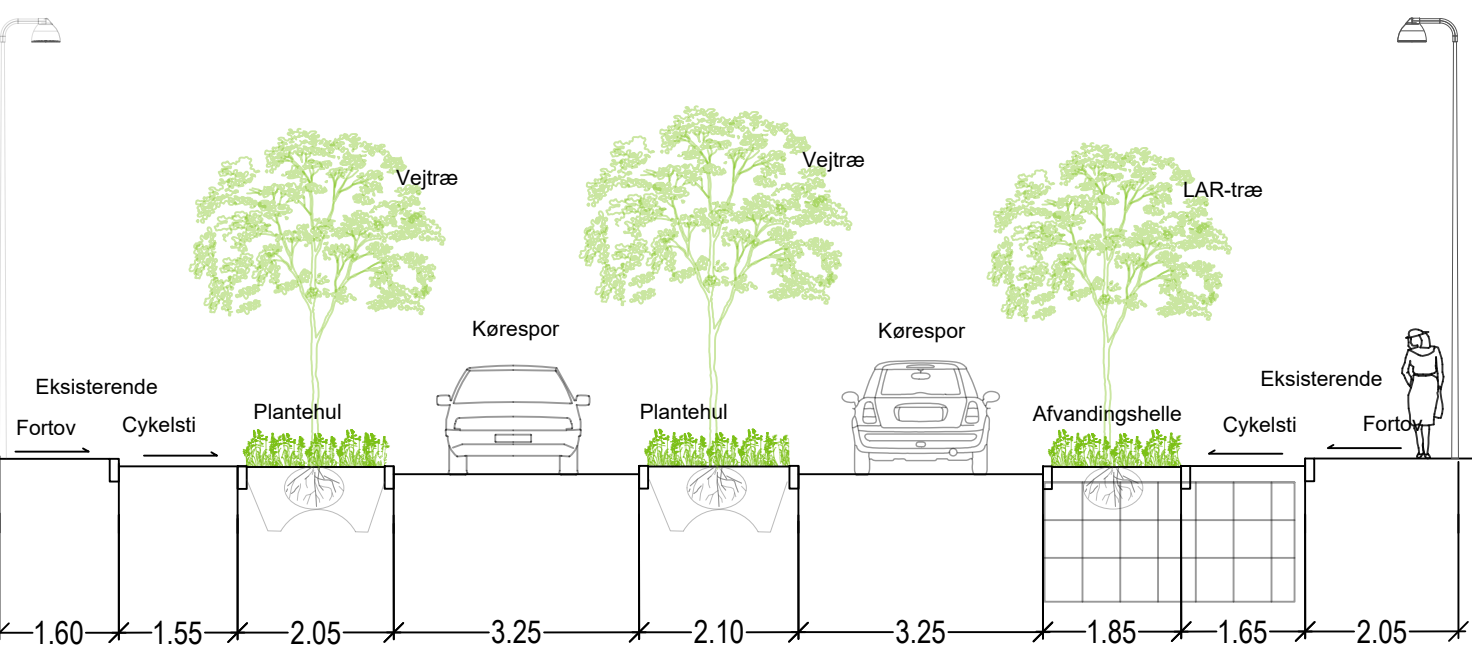 Vejtræ
Vejtræ
LAR-træ
Kørespor
Kørespor
Eksisterende
Fortov
Cykelsti
Plantehul
Plantehul
Afvandingshelle
Eksisterende
Cykelsti
Fortov
1.60
1.55
2.05
3.25
2.10
3.25
1.85
1.65
2.05